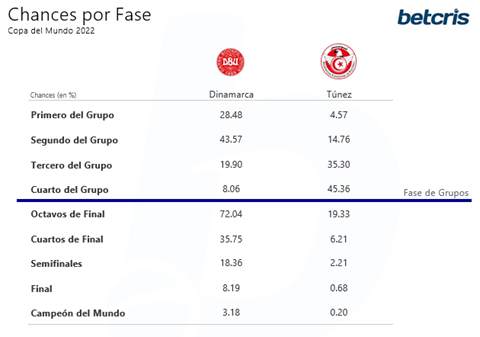 Chances por Fase
Copa del Mundo 2022
betcris
DBU
Chances (en %) Dinamarca Túnez
Primero del Grupo 28.48 4.57
Segundo del Grupo 43.57 14.76
Tercero del Grupo 19.90 35.30
Cuarto del Grupo 8.06 45.36
Fase de Grupos
Octavos de Final 72.04 19.33
Cuartos de Final 35.75 6.21
Semifinales 18.36 2.21
Final 8.19 0.68
Campeón del Mundo 3.18 0.20